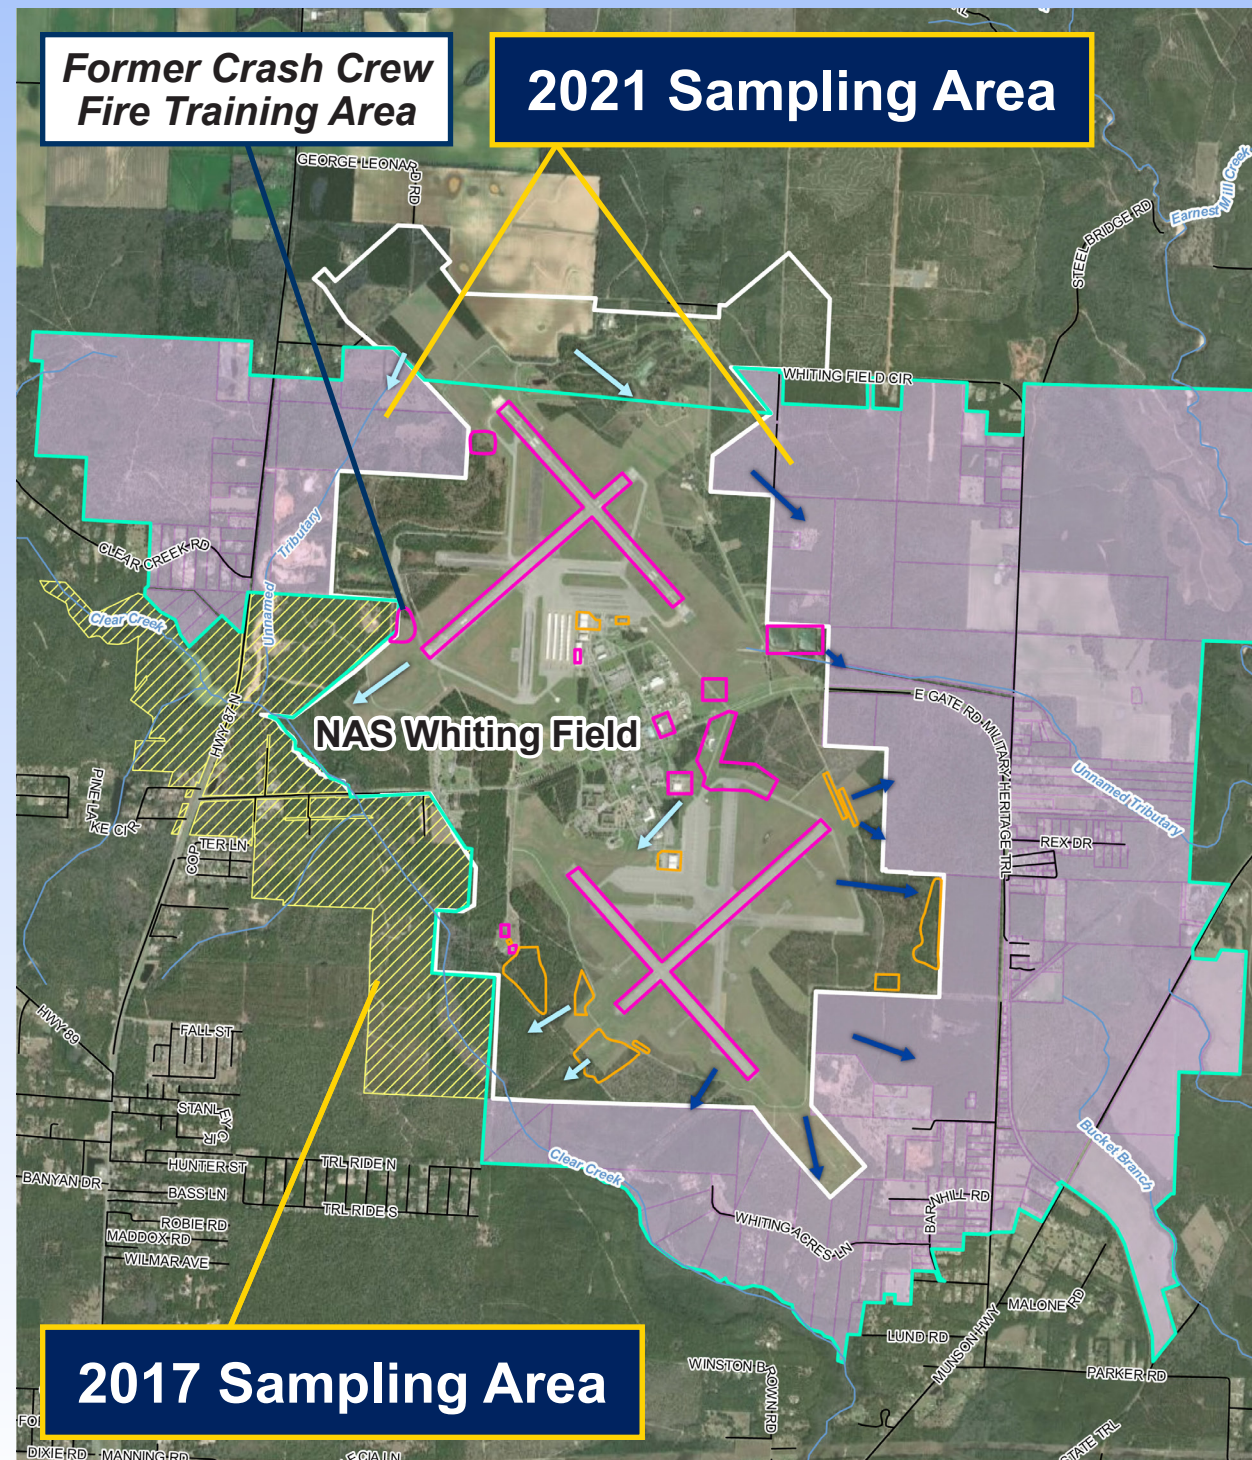 Former Crash Crew
Fire Training Area
2021 Sampling Area
GEORGE LEONARD RD
Earnest Mill Creek
STEEL BRIDGE RD
WHITING FIELD CIR
Unnamed Tributary
CLEAR CREEK RD
Clear Creek
HWY 87 N
NAS Whiting Field
E GATE RD
MILITARY HERITAGE TRL
Unnamed Tributary
PINE LAKE CIR
TER LN
COP
REX DR
HWY 89
FALL ST
STANLEY CIR
HUNTER ST
TRL RIDE N
BANYAN DR
BASS LN
TRL RIDE S
ROBIE RD
MADDOX RD
WILMAR AVE
Clear Creek
Bucket Branch
BARNHILL RD
WHITING ACRES LN
MALONE RD
LUND RD
MUNSON HWY
WINSTON BROWN RD
PARKER RD
2017 Sampling Area
FO
DIXIE RD
MANNING RD
E CIA LN
STATE TRL